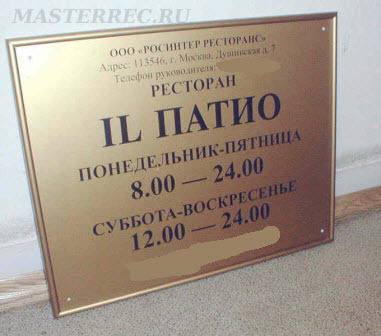 MASTERREC.RU
ООО «РОСИНТЕР РЕСТОРАНС»
Адрес: 113546, г. Москва, Душинская д. 7
Телефон руководителя:
РЕСТОРАН
IL ПАТИО
ПОНЕДЕЛЬНИК-ПЯТНИЦА
8.00 — 24.00
СУББОТА-ВОСКРЕСЕНЬЕ
12.00 — 24.00